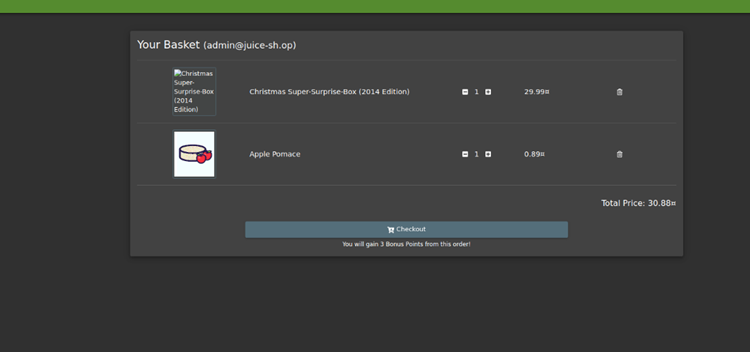 Your Basket (admin@juice-sh.op)
Christmas
Super-
Surprise-Box
(2014
Edition)
Christmas Super-Surprise-Box (2014 Edition) 1 29.99¤
Apple Pomace 1 0.89¤
Total Price: 30.88¤
Checkout
You will gain 3 Bonus Points from this order!